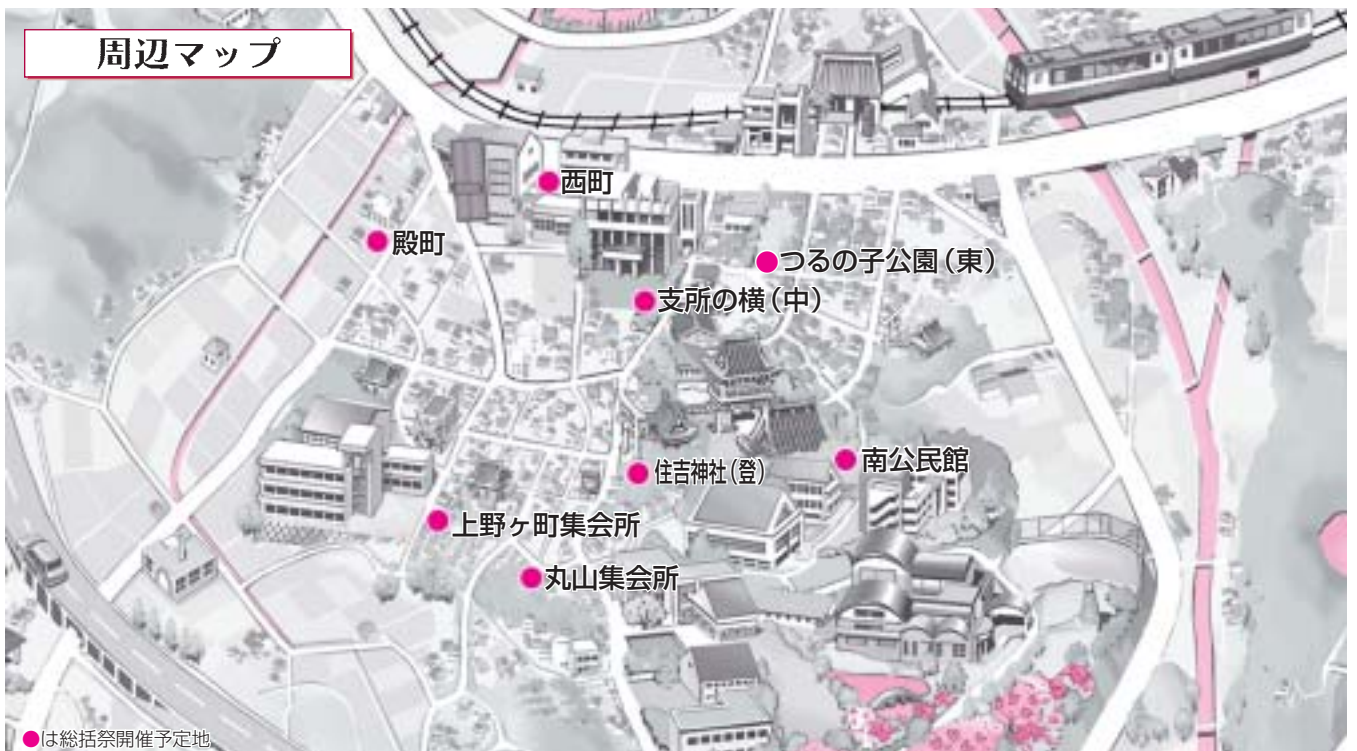 周辺マップ
西町
殿町
つるの子公園（東）
支所の横（中）
南公民館
住吉神社（登）
上野ヶ町集会所
丸山集会所
●は総括祭開催予定地